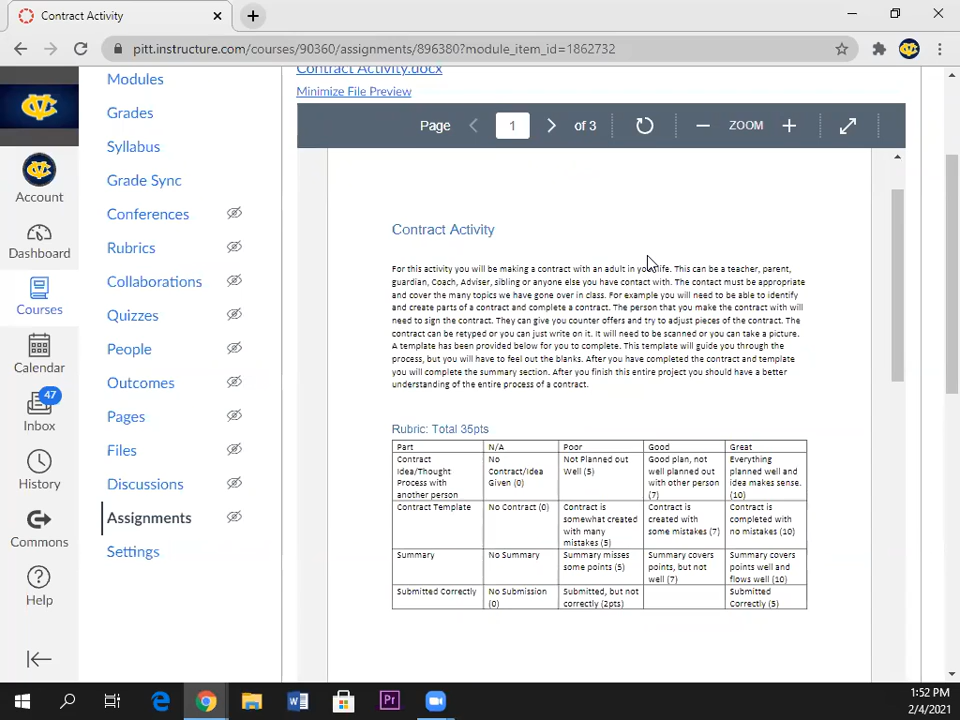 Contract Activity
pitt.instructure.com/courses/90360/assignments/896380?module_item_id=1862732
Account
Dashboard
Courses
Calendar
47
Inbox
History
Commons
Help
Modules
Grades
Syllabus
Grade Sync
Conferences
Rubrics
Collaborations
Quizzes
People
Outcomes
Pages
Files
Discussions
Assignments
Settings
Contract Activity.docx
Minimize File Preview
Page 1 of 3 ZOOM
Contract Activity
For this activity you will be making a contract with an adult in your life. This can be a teacher, parent,
guardian, Coach, Adviser, sibling or anyone else you have contact with. The contact must be appropriate
and cover the many topics we have gone over in class. For example you will need to be able to identify
and create parts of a contract and complete a contract. The person that you make the contract with will
need to sign the contract. They can give you counter offers and try to adjust pieces of the contract. The
contract can be retyped or you can just write on it. It will need to be scanned or you can take a picture.
A template has been provided below for you to complete. This template will guide you through the
process, but you will have to feel out the blanks. After you have completed the contract and template
you will complete the summary section. After you finish this entire project you should have a better
understanding of the entire process of a contract.
Rubric: Total 35pts
Part N/A Poor Good Great
Contract Idea/Thought Process with another person No Contract/Idea Given (0) Not Planned out Well (5) Good plan, not well planned out with other person (7) Everything planned well and idea makes sense. (10)
Contract Template No Contract (0) Contract is somewhat created with many mistakes (5) Contract is created with some mistakes (7) Contract is completed with no mistakes (10)
Summary No Summary Summary misses some points (5) Summary covers points, but not well (7) Summary covers points well and flows well (10)
Submitted Correctly No Submission (0) Submitted, but not correctly (2pts) Submitted Correctly (5)
Pr
1:52 PM
2/4/2021